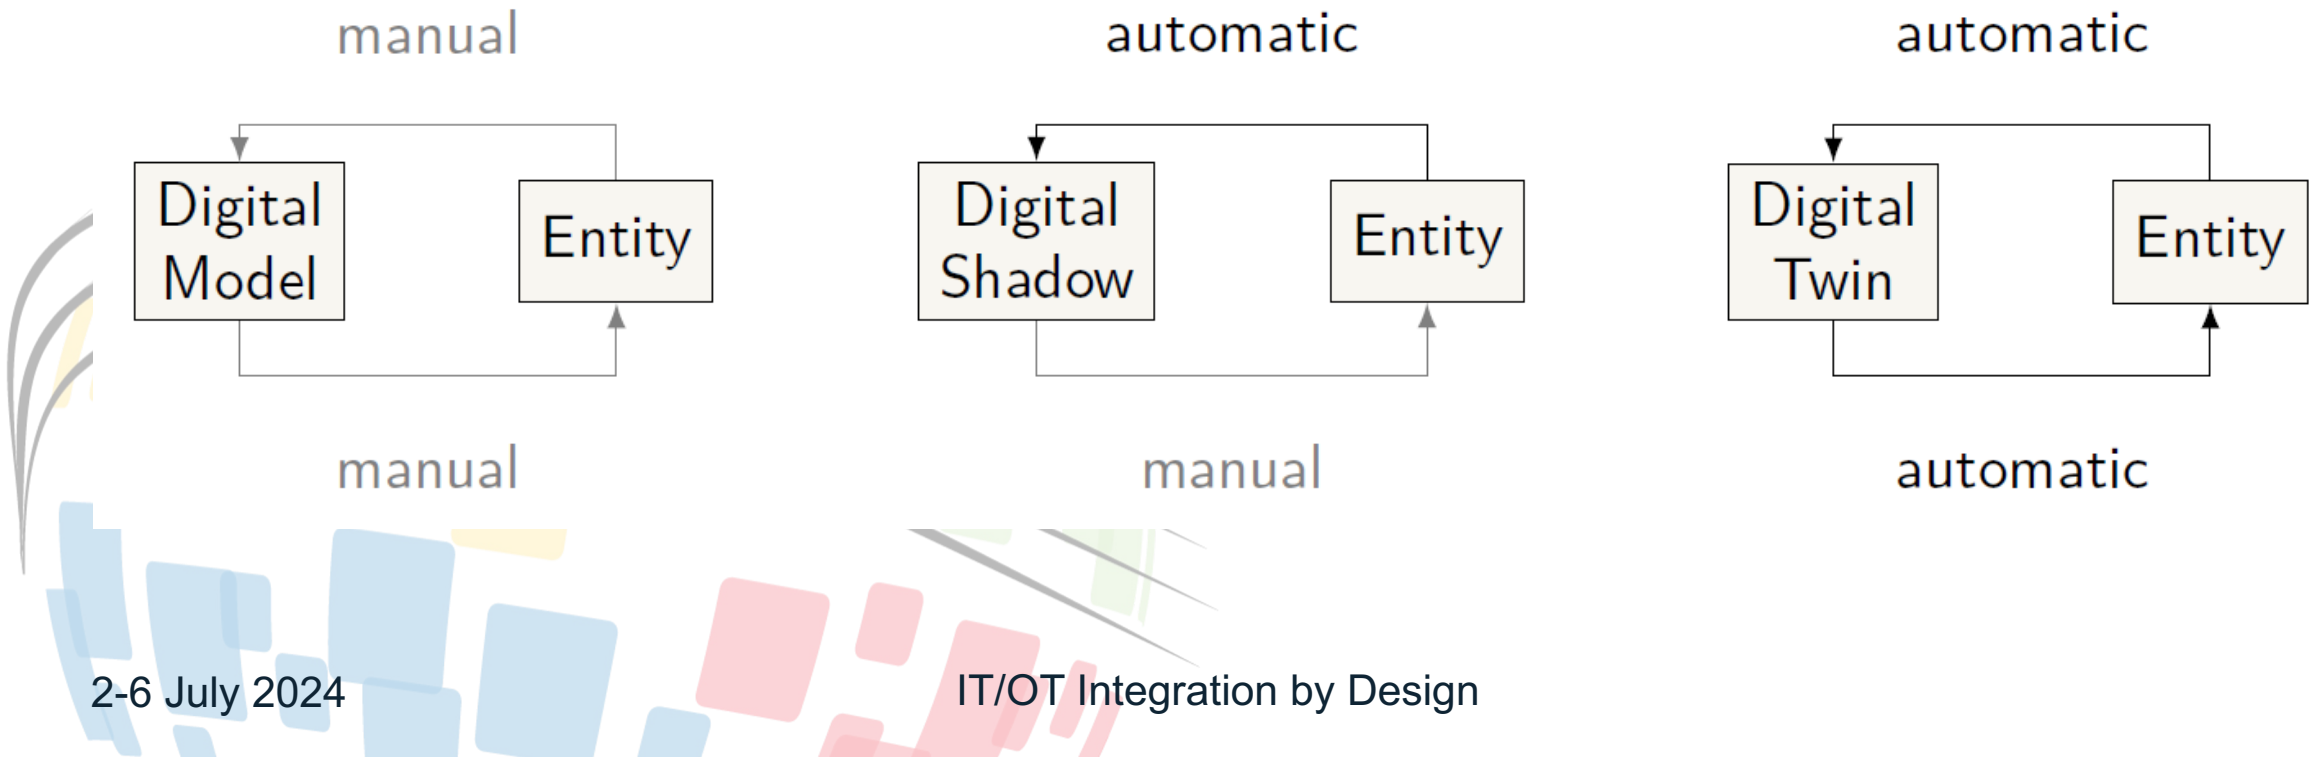 manual
automatic
automatic
Digital
Model
Entity
Digital
Shadow
Entity
Digital
Twin
Entity
manual
manual
automatic
2-6 July 2024
IT/OT Integration by Design